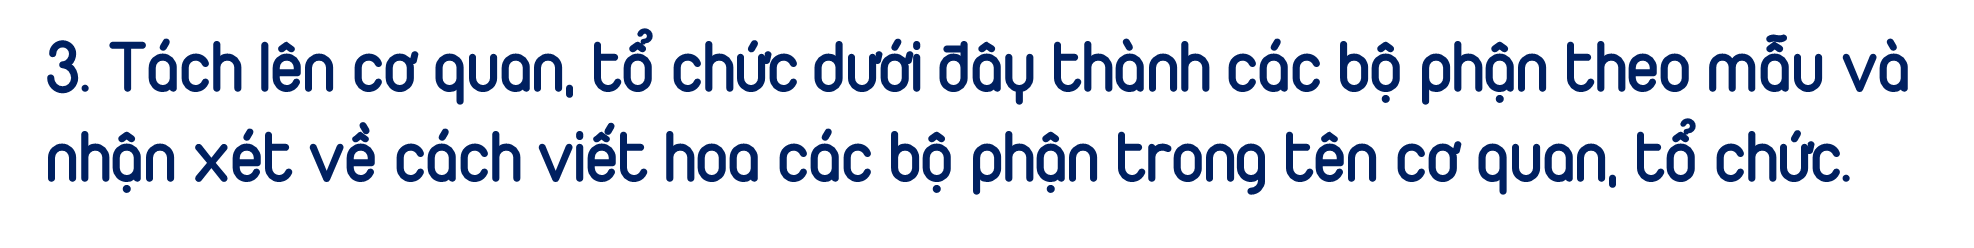 3. Tách lên cơ quan, tổ chức dưới đây thành các bộ phận theo mẫu và
nhận xét về cách viết hoa các bộ phận trong tên cơ quan, tổ chức.